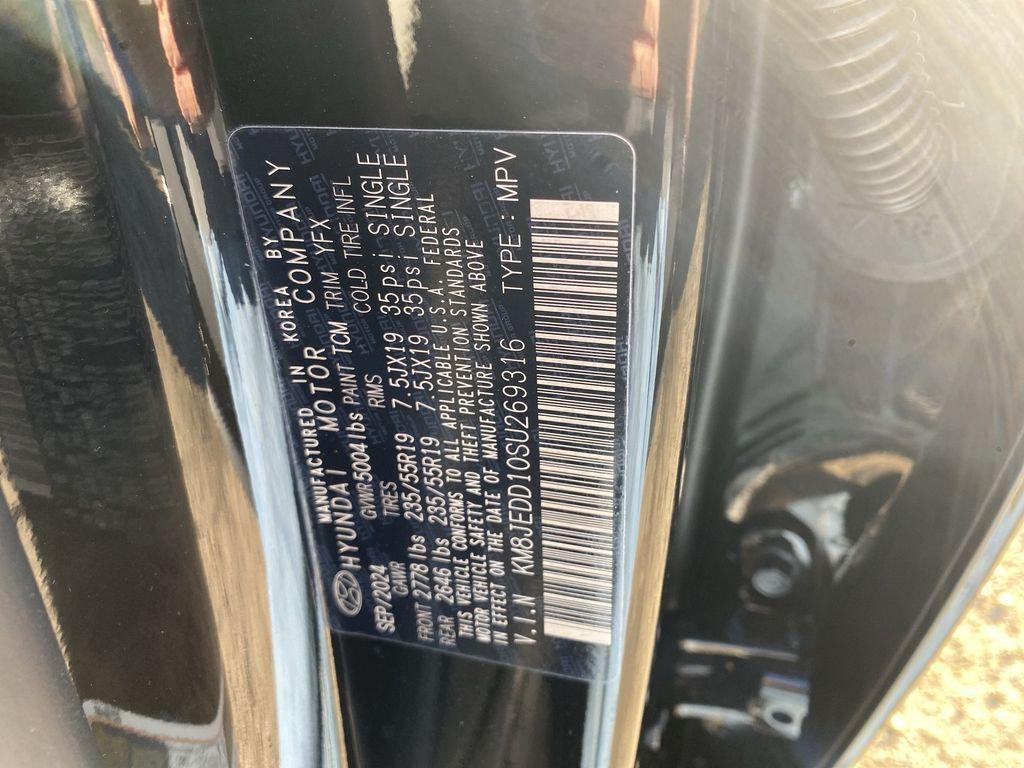 MANUFACTURED IN KOREA BY
HYUNDAI MOTOR COMPANY
SEP/2024 GVWR 5004lbs PAINT TCM TRIM YFX
GAWR TIRES RIMS COLD TIRE INFL
FRONT 2778 lbs 235/55R19 7.5JX19 35psi SINGLE
REAR 2646 lbs 235/55R19 7.5JX19 35psi SINGLE
THIS VEHICLE CONFORMS TO ALL APPLICABLE U.S.A. FEDERAL
MOTOR VEHICLE SAFETY AND THEFT PREVENTION STANDARDS
IN EFFECT ON THE DATE OF MANUFACTURE SHOWN ABOVE
V.I.N KM8JEDD10SU269316 TYPE : MPV